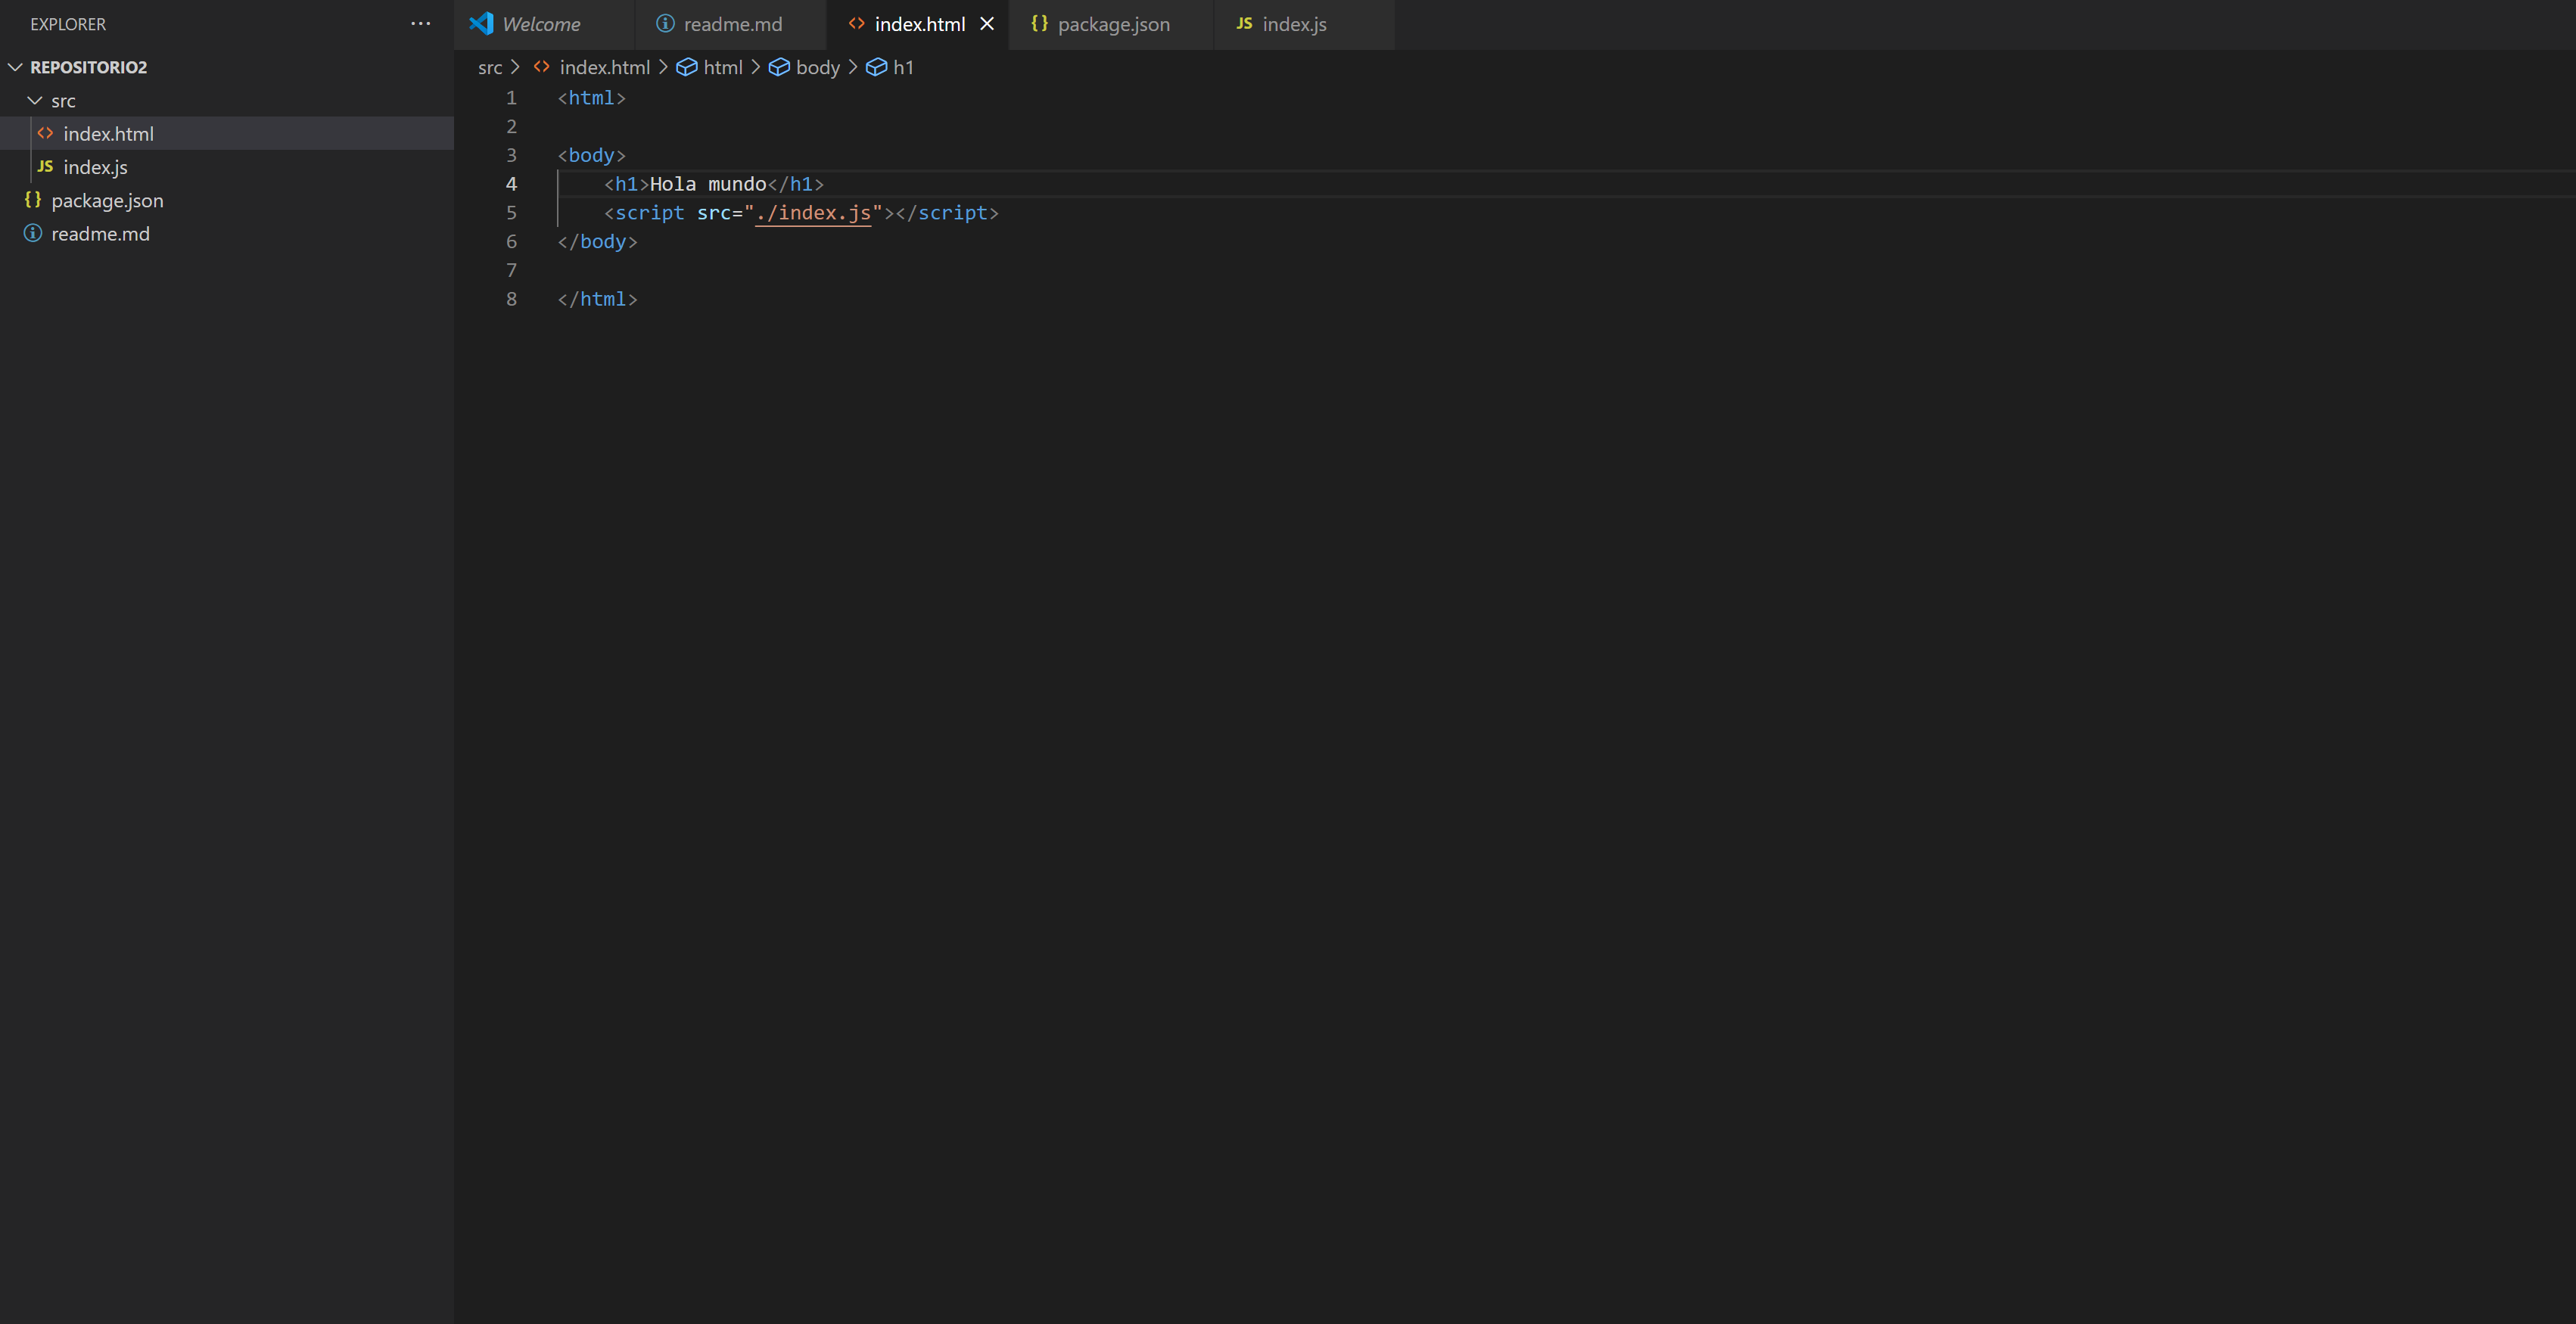 EXPLORER
REPOSITORIO2
src
index.html
JS index.js
{} package.json
readme.md
Welcome readme.md index.html {} package.json JS index.js
src > index.html > html > body > h1
1 <html>
2
3 <body>
4     <h1>Hola mundo</h1>
5     <script src="./index.js"></script>
6 </body>
7
8 </html>